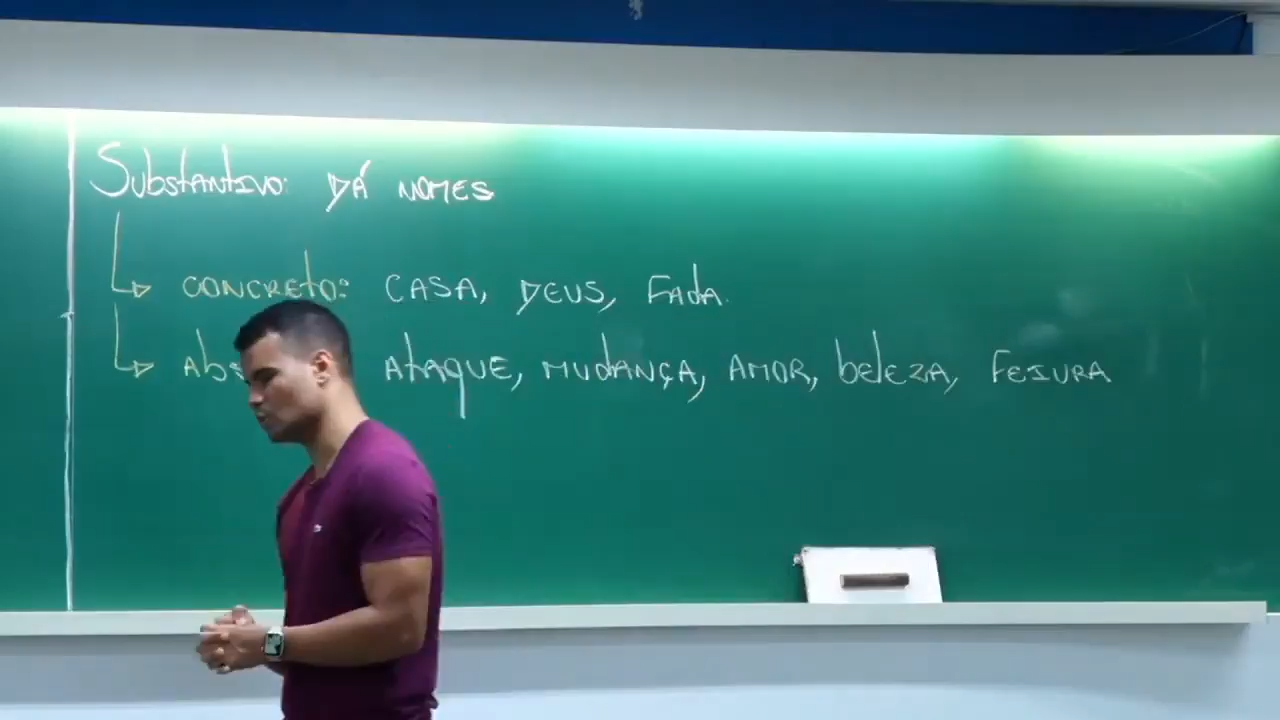 Substantivo: DÁ NOMES
CONCRETO: CASA, DEUS, FADA.
ATAQUE, MUDANÇA, AMOR, BELEZA, FEIURA